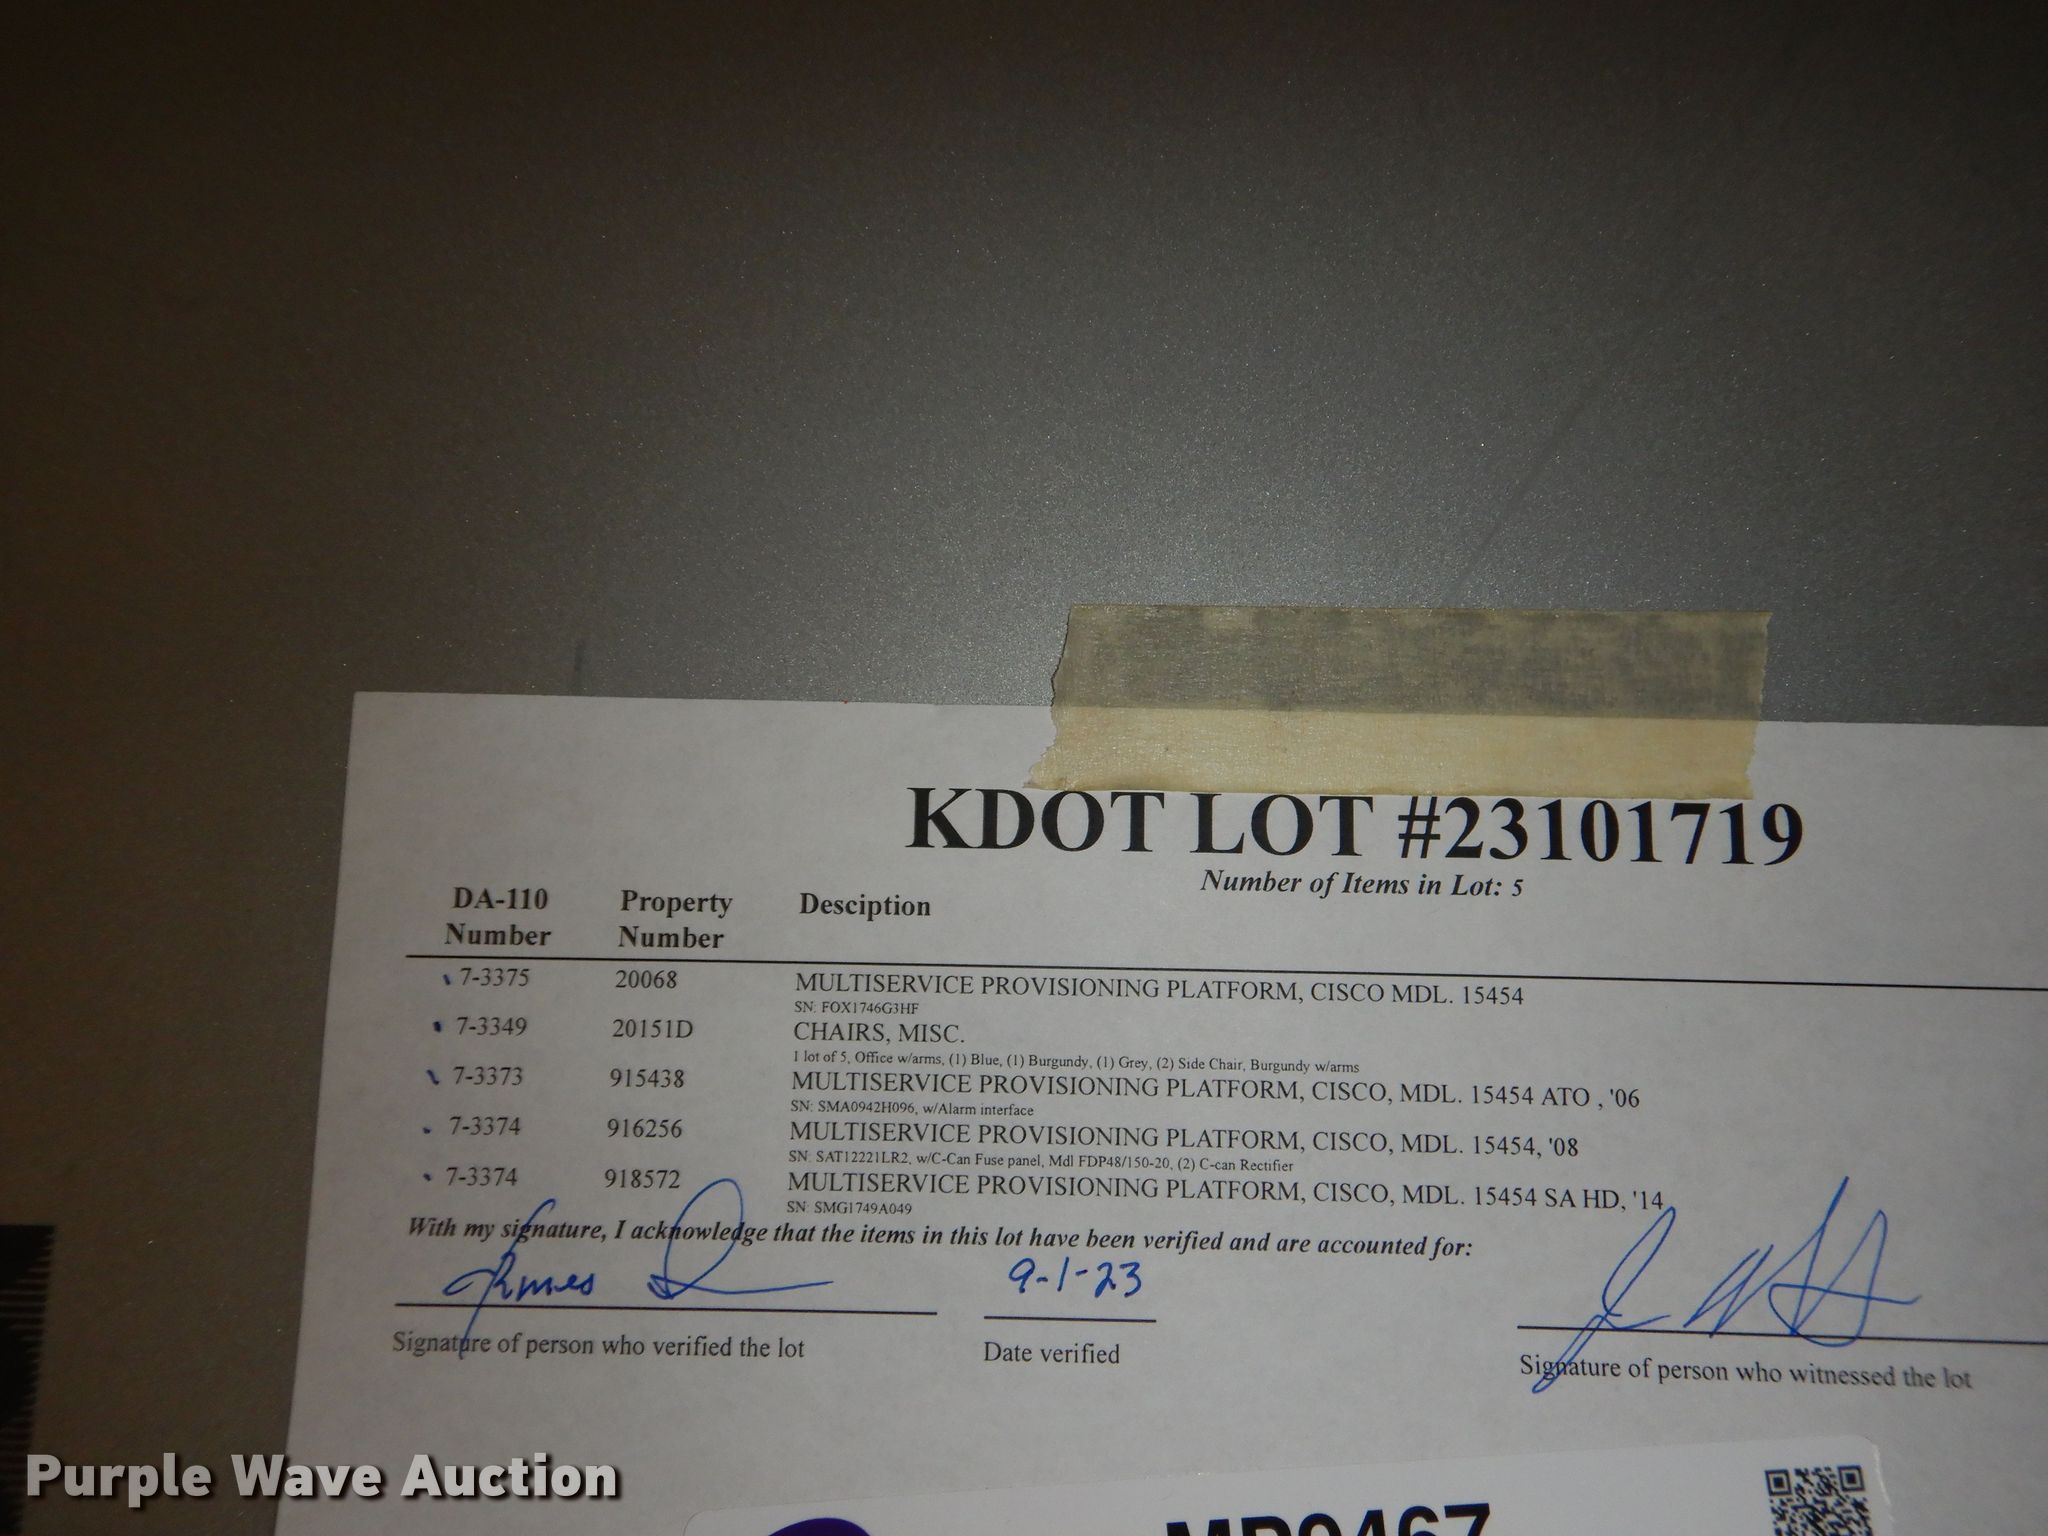 KDOT LOT #23101719
Number of Items in Lot: 5
DA-110 Number Property Number Desciption
7-3375 20068 MULTISERVICE PROVISIONING PLATFORM, CISCO MDL. 15454
SN: FOX1746G3HF
7-3349 20151D CHAIRS, MISC.
1 lot of 5, Office w/arms, (1) Blue, (1) Burgundy, (1) Grey, (2) Side Chair, Burgundy w/arms
7-3373 915438 MULTISERVICE PROVISIONING PLATFORM, CISCO, MDL. 15454 ATO , '06
SN: SMA0942H096, w/Alarm interface
7-3374 916256 MULTISERVICE PROVISIONING PLATFORM, CISCO, MDL. 15454, '08
SN: SAT12221LR2, w/C-Can Fuse panel, Mdl FDP48/150-20, (2) C-can Rectifier
7-3374 918572 MULTISERVICE PROVISIONING PLATFORM, CISCO, MDL. 15454 SA HD, '14
SN: SMG1749A049
With my signature, I acknowledge that the items in this lot have been verified and are accounted for:
James 9-1-23
Signature of person who verified the lot Date verified Signature of person who witnessed the lot
Purple Wave Auction